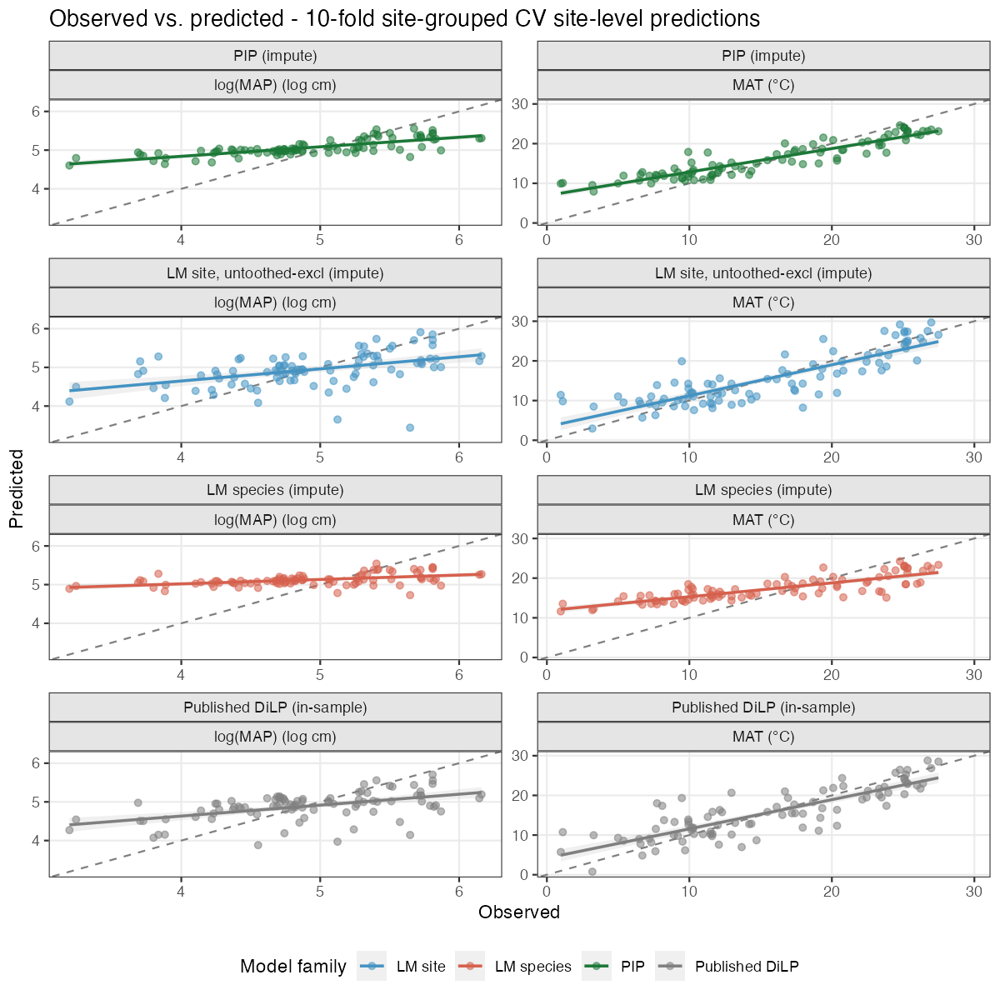 Observed vs. predicted - 10-fold site-grouped CV site-level predictions
PIP (impute)
log(MAP) (log cm)
6
5
4
4
5
6
PIP (impute)
MAT (°C)
30
20
10
0
0
10
20
30
LM site, untoothed-excl (impute)
log(MAP) (log cm)
6
5
4
4
5
6
LM site, untoothed-excl (impute)
MAT (°C)
30
20
10
0
0
10
20
30
Predicted
LM species (impute)
log(MAP) (log cm)
6
5
4
4
5
6
LM species (impute)
MAT (°C)
30
20
10
0
0
10
20
30
Published DiLP (in-sample)
log(MAP) (log cm)
6
5
4
4
5
6
Published DiLP (in-sample)
MAT (°C)
30
20
10
0
0
10
20
30
Observed
Model family
LM site
LM species
PIP
Published DiLP